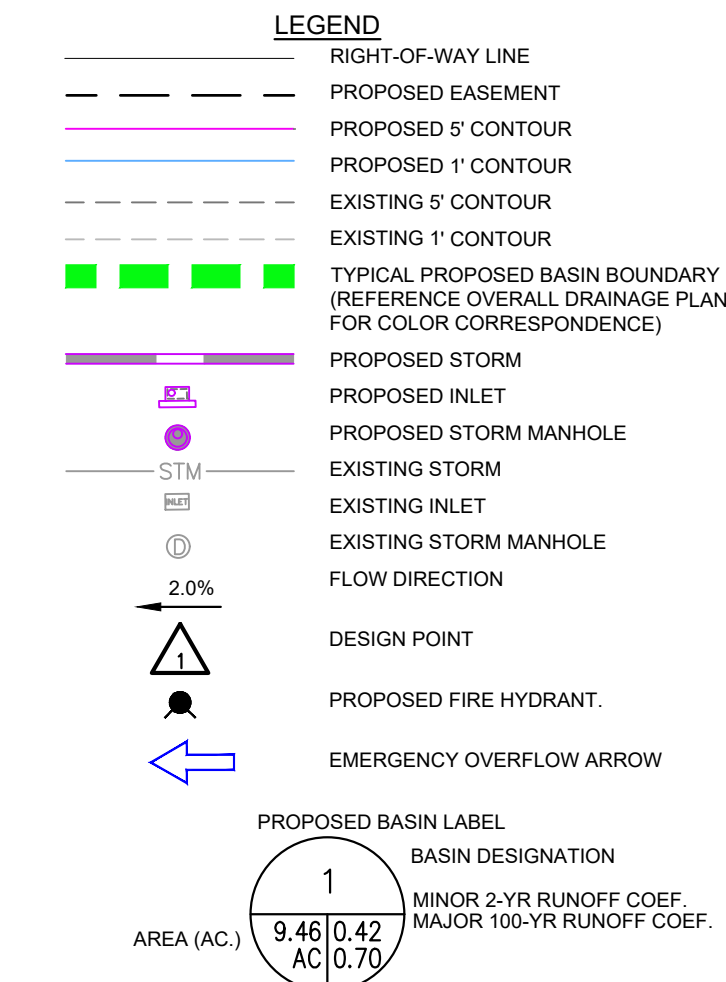 LEGEND
RIGHT-OF-WAY LINE
PROPOSED EASEMENT
PROPOSED 5' CONTOUR
PROPOSED 1' CONTOUR
EXISTING 5' CONTOUR
EXISTING 1' CONTOUR
TYPICAL PROPOSED BASIN BOUNDARY
(REFERENCE OVERALL DRAINAGE PLAN
FOR COLOR CORRESPONDENCE)
PROPOSED STORM
PROPOSED INLET
PROPOSED STORM MANHOLE
STM EXISTING STORM
INLET EXISTING INLET
D EXISTING STORM MANHOLE
2.0% FLOW DIRECTION
1 DESIGN POINT
PROPOSED FIRE HYDRANT.
EMERGENCY OVERFLOW ARROW
PROPOSED BASIN LABEL
1 BASIN DESIGNATION
MINOR 2-YR RUNOFF COEF.
MAJOR 100-YR RUNOFF COEF.
AREA (AC.)
9.46 0.42
AC 0.70